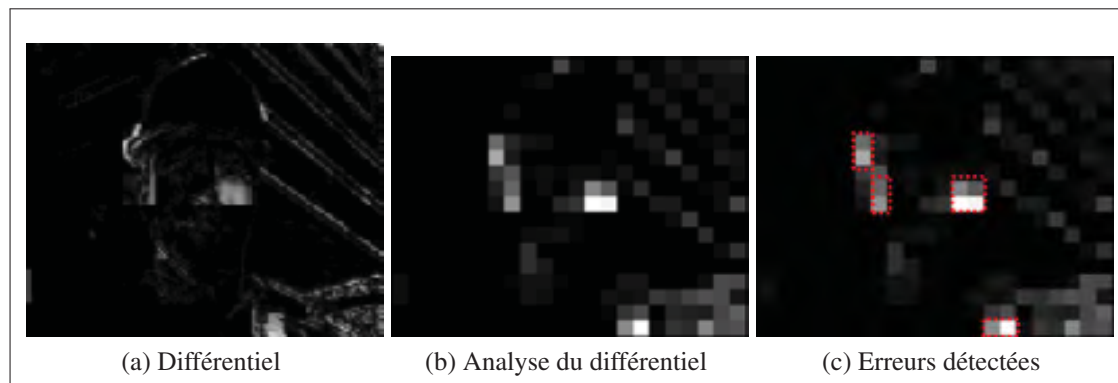 (a) Différentiel
(b) Analyse du différentiel
(c) Erreurs détectées